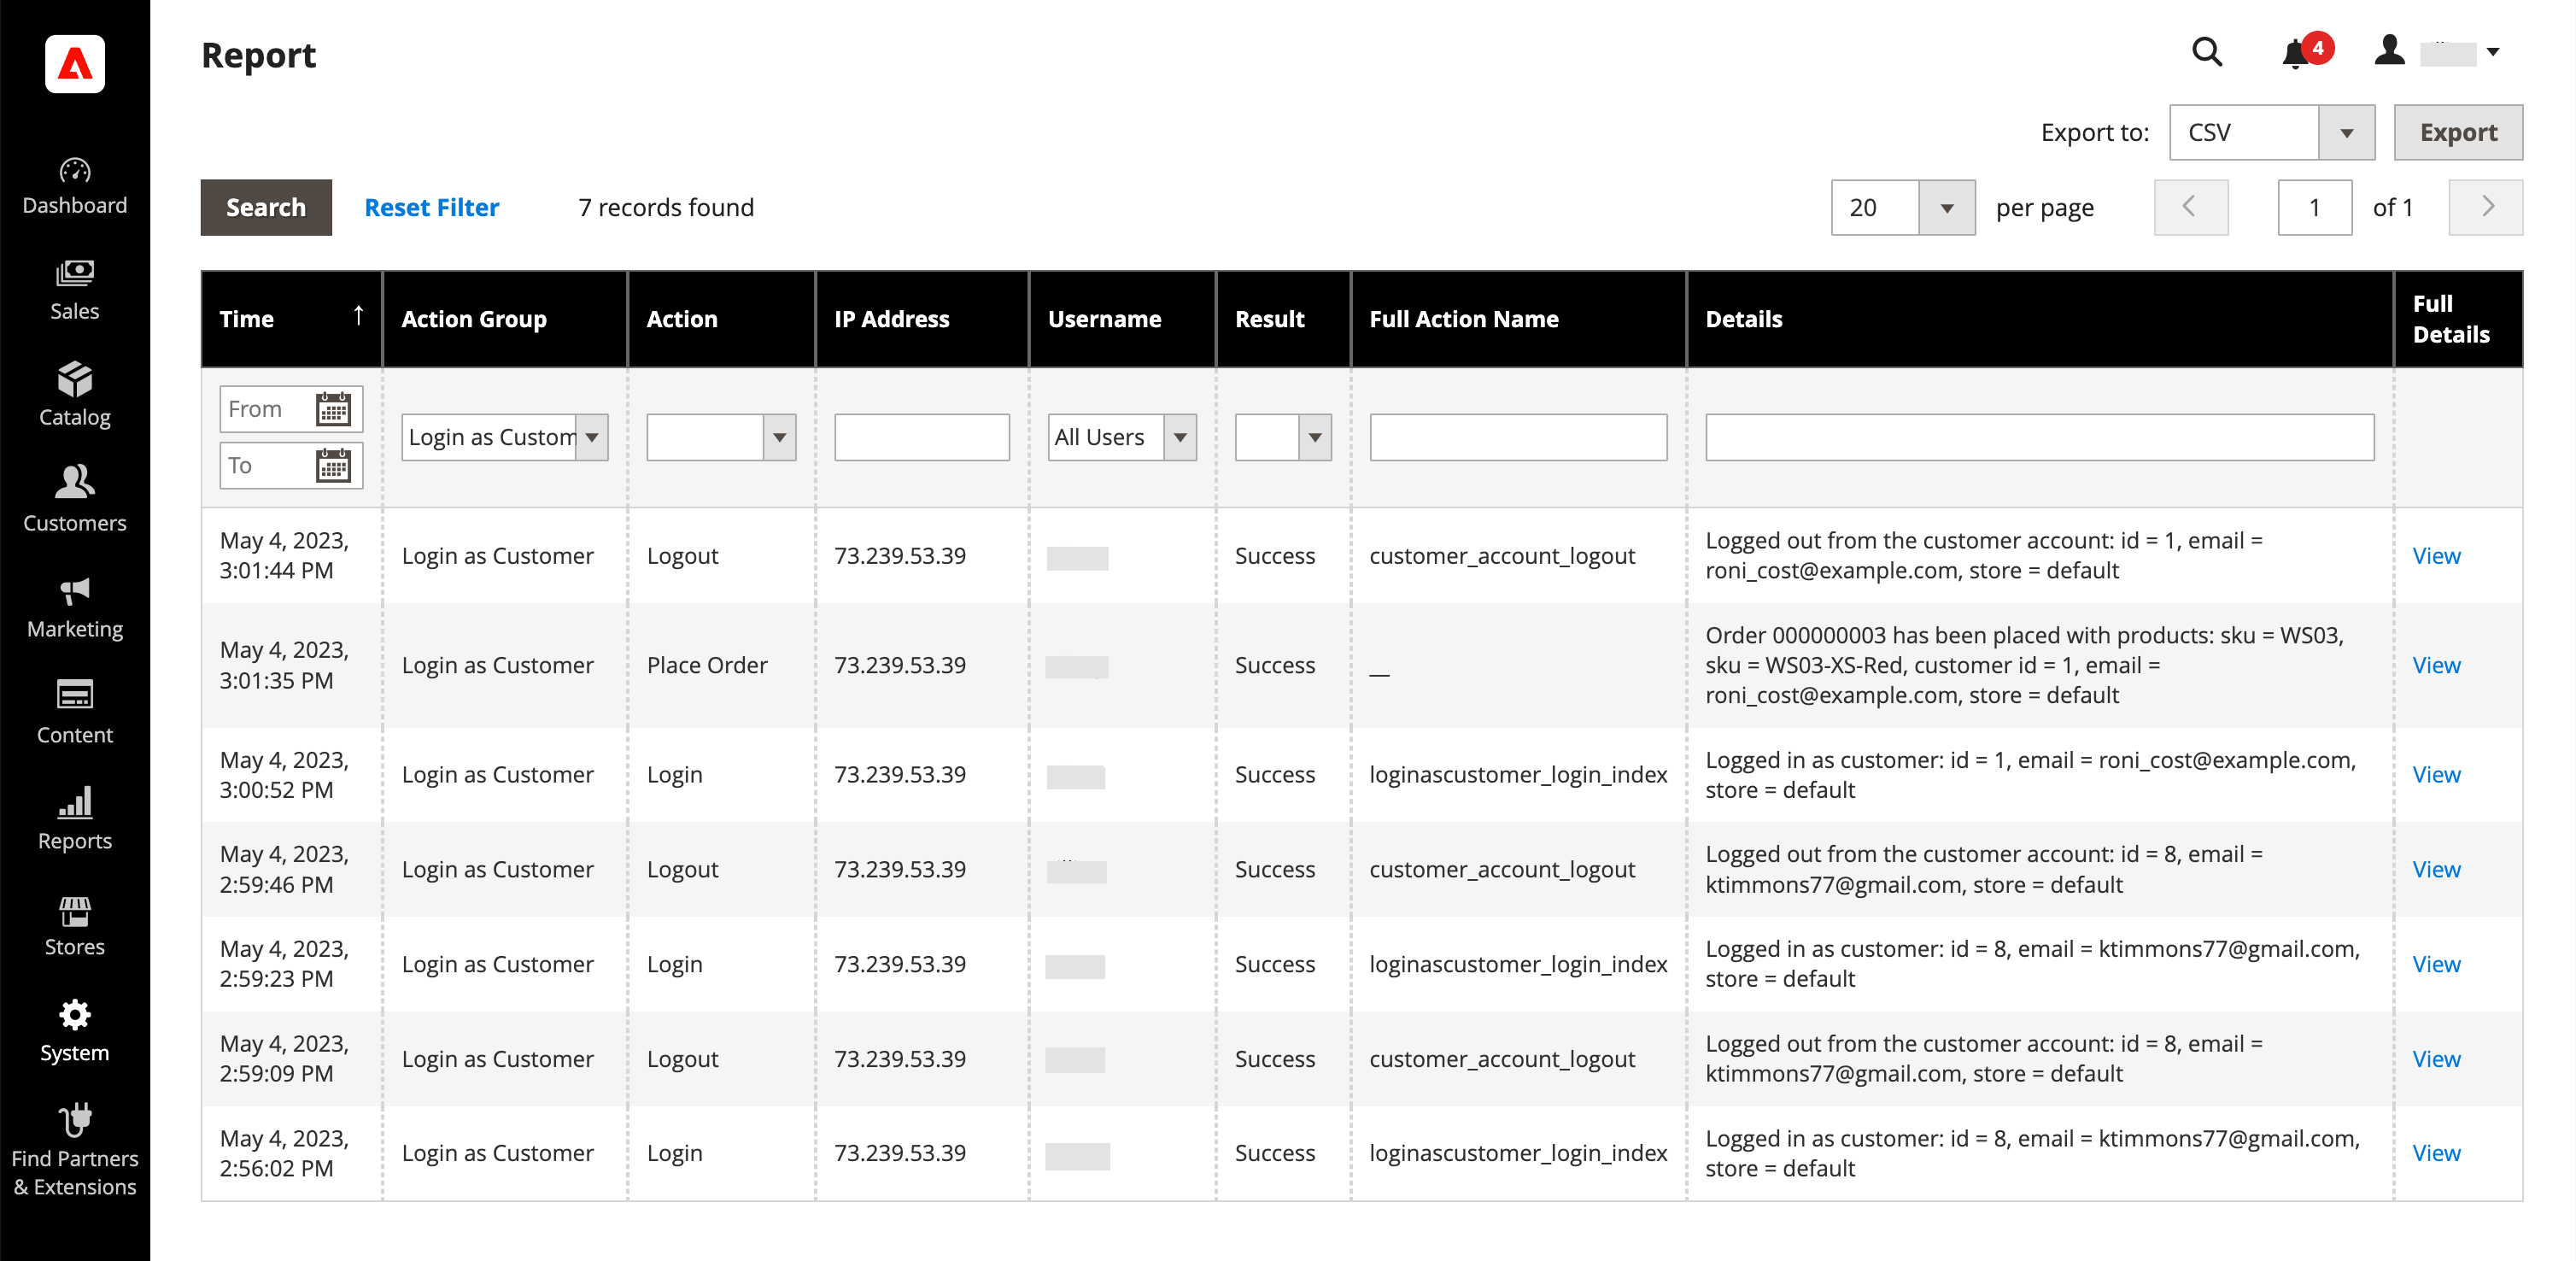 Report
4
Export to: CSV Export
Search Reset Filter 7 records found 20 per page 1 of 1
Dashboard
Sales
Catalog
Customers
Marketing
Content
Reports
Stores
System
Find Partners
& Extensions
Time ↑ Action Group Action IP Address Username Result Full Action Name Details Full
Details
From
To
Login as Custom All Users
May 4, 2023,
3:01:44 PM
Login as Customer Logout 73.239.53.39 Success customer_account_logout
Logged out from the customer account: id = 1, email =
roni_cost@example.com, store = default
View
May 4, 2023,
3:01:35 PM
Login as Customer Place Order 73.239.53.39 Success __
Order 000000003 has been placed with products: sku = WS03,
sku = WS03-XS-Red, customer id = 1, email =
roni_cost@example.com, store = default
View
May 4, 2023,
3:00:52 PM
Login as Customer Login 73.239.53.39 Success loginascustomer_login_index
Logged in as customer: id = 1, email = roni_cost@example.com,
store = default
View
May 4, 2023,
2:59:46 PM
Login as Customer Logout 73.239.53.39 Success customer_account_logout
Logged out from the customer account: id = 8, email =
ktimmons77@gmail.com, store = default
View
May 4, 2023,
2:59:23 PM
Login as Customer Login 73.239.53.39 Success loginascustomer_login_index
Logged in as customer: id = 8, email = ktimmons77@gmail.com,
store = default
View
May 4, 2023,
2:59:09 PM
Login as Customer Logout 73.239.53.39 Success customer_account_logout
Logged out from the customer account: id = 8, email =
ktimmons77@gmail.com, store = default
View
May 4, 2023,
2:56:02 PM
Login as Customer Login 73.239.53.39 Success loginascustomer_login_index
Logged in as customer: id = 8, email = ktimmons77@gmail.com,
store = default
View